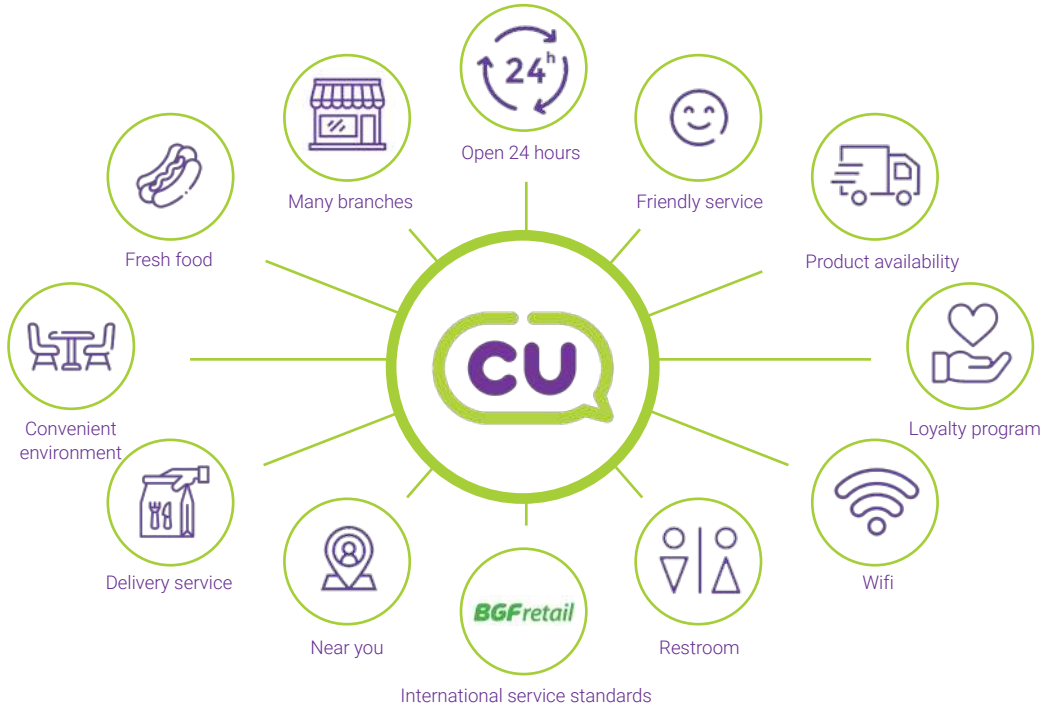 24h
Open 24 hours
Many branches
Friendly service
Fresh food
Product availability
CU
Convenient
environment
Loyalty program
Delivery service
Wifi
Near you
Restroom
BGFretail
International service standards